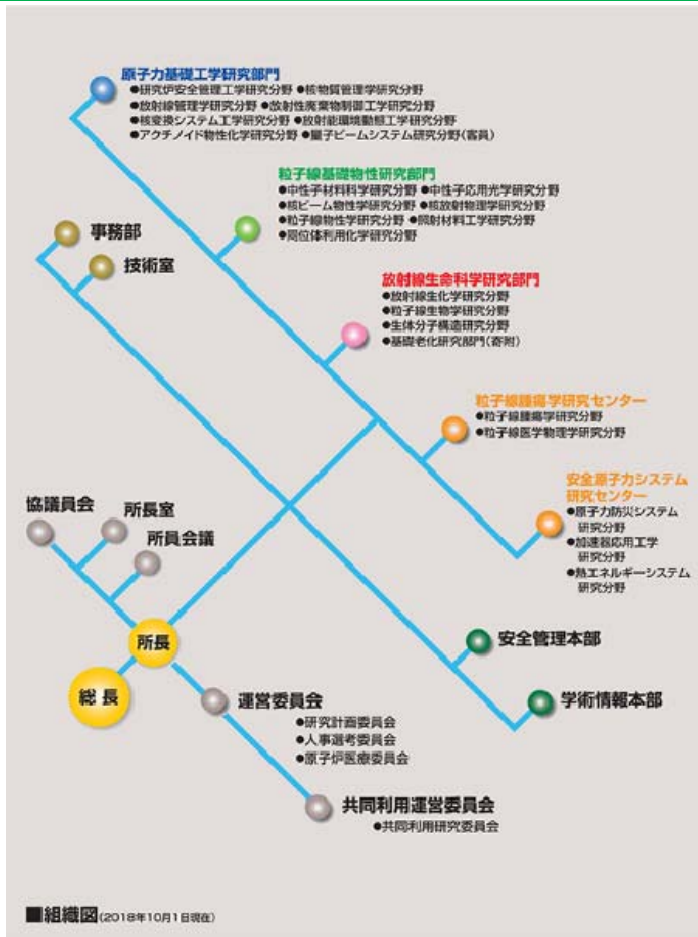 原子力基礎工学研究部門
●研究炉安全管理工学研究分野 ●核物質管理学研究分野
●放射線管理学研究分野 ●放射性廃棄物制御工学研究分野
●核変換システム工学研究分野 ●放射能環境動態工学研究分野
●アクチノイド物性化学研究分野 ●量子ビームシステム研究分野(客員)
粒子線基礎物性研究部門
●中性子材料科学研究分野 ●中性子応用光学研究分野
●核ビーム物性学研究分野 ●核放射物理学研究分野
●粒子線物性学研究分野 ●照射材料工学研究分野
●同位体利用化学研究分野
事務部
技術室
放射線生命科学研究部門
●放射線生化学研究分野
●粒子線生物学研究分野
●生体分子構造研究分野
●基礎老化研究部門(寄附)
粒子線腫瘍学研究センター
●粒子線腫瘍学研究分野
●粒子線医学物理学研究分野
安全原子力システム
研究センター
●原子力防災システム
研究分野
●加速器応用工学
研究分野
●熱エネルギーシステム
研究分野
協議員会
所長室
所員会議
所長
総長
安全管理本部
学術情報本部
運営委員会
●研究計画委員会
●人事選考委員会
●原子炉医療委員会
共同利用運営委員会
●共同利用研究委員会
■組織図(2018年10月1日現在)